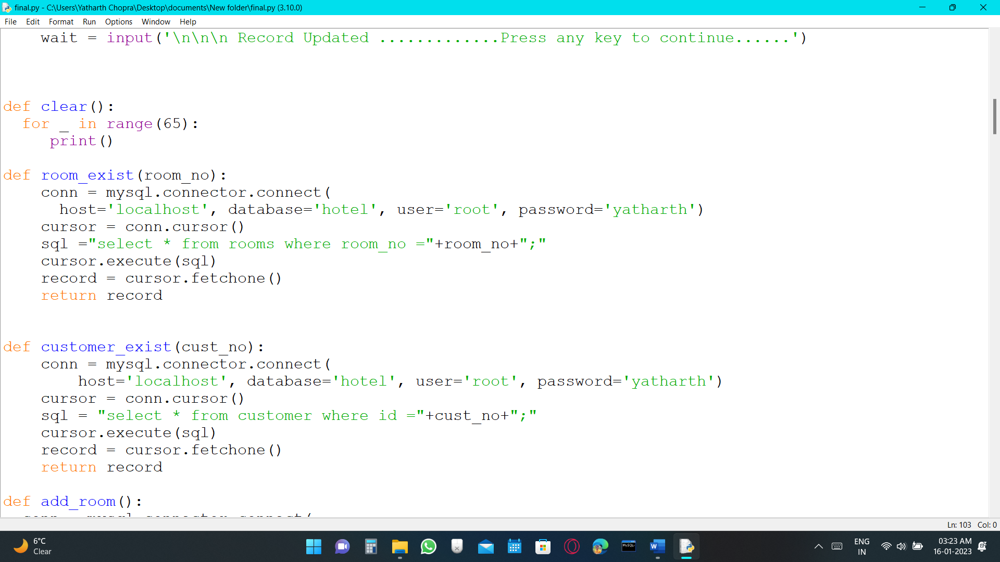 final.py - C:\Users\Yatharth Chopra\Desktop\documents\New folder\final.py (3.10.0)
File Edit Format Run Options Window Help
    wait = input('\n\n\n Record Updated .............Press any key to continue......')
def clear():
  for _ in range(65):
     print()
def room_exist(room_no):
    conn = mysql.connector.connect(
      host='localhost', database='hotel', user='root', password='yatharth')
    cursor = conn.cursor()
    sql ="select * from rooms where room_no ="+room_no+";"
    cursor.execute(sql)
    record = cursor.fetchone()
    return record
def customer_exist(cust_no):
    conn = mysql.connector.connect(
        host='localhost', database='hotel', user='root', password='yatharth')
    cursor = conn.cursor()
    sql = "select * from customer where id ="+cust_no+";"
    cursor.execute(sql)
    record = cursor.fetchone()
    return record
def add_room():
Ln: 103 Col: 0
6°C
Clear
MySQL
W
ENG
IN
03:23 AM
16-01-2023